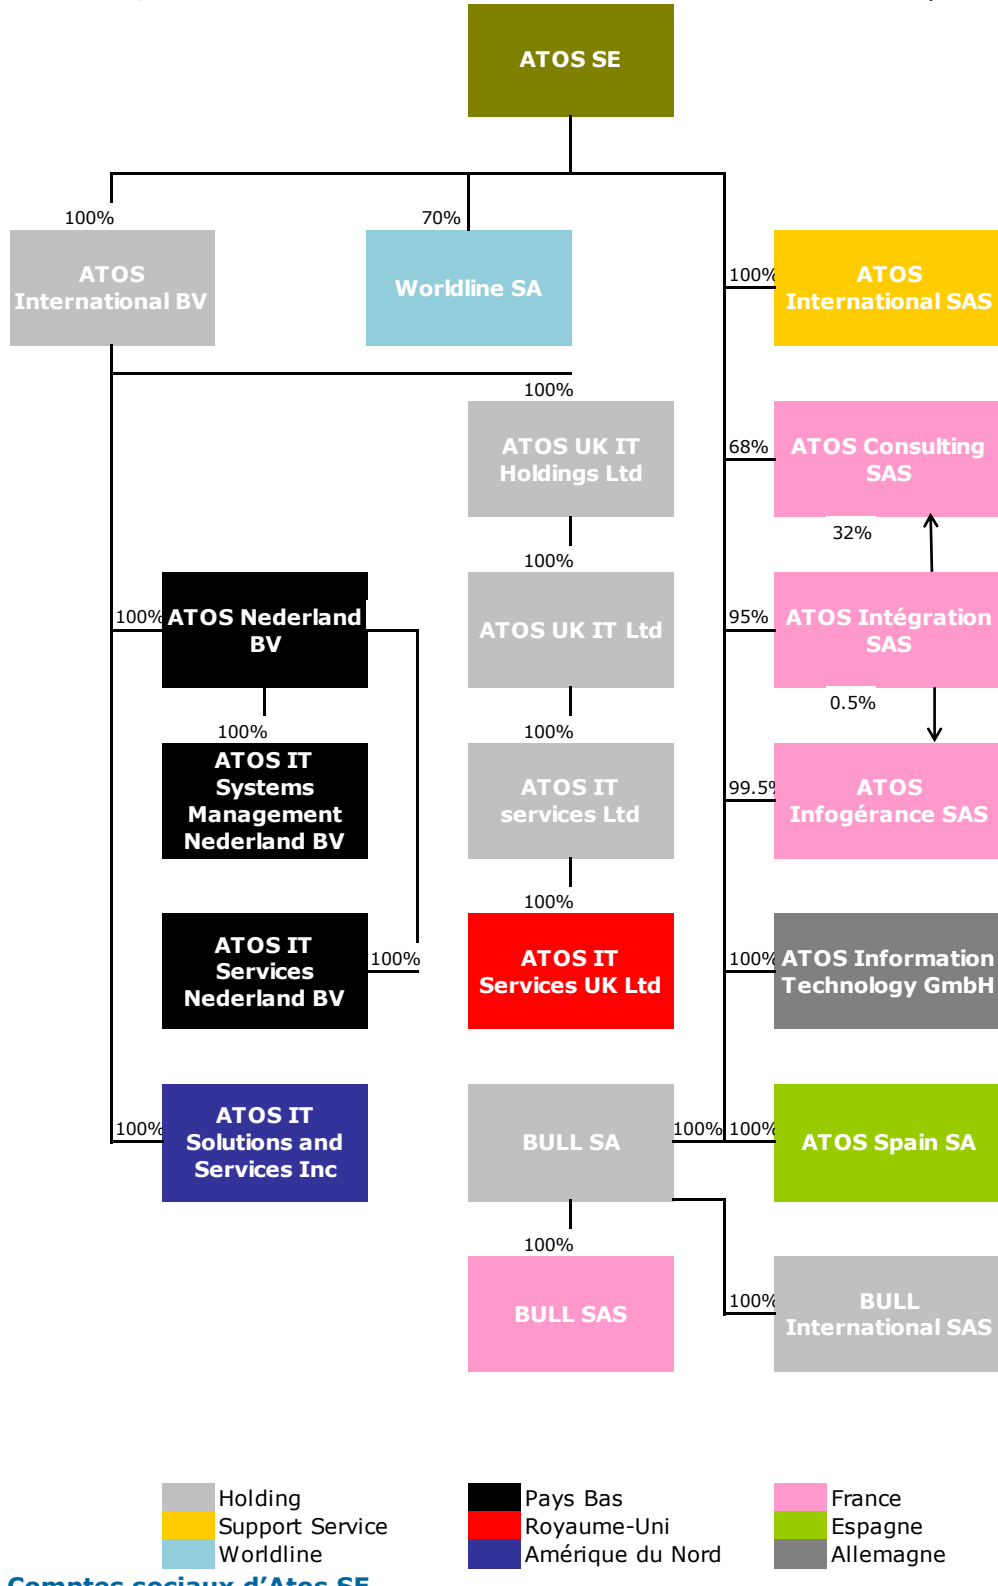 ATOS SE
100%
70%
ATOS
International BV
Worldline SA
100%
ATOS
International SAS
100%
ATOS UK IT
Holdings Ltd
68%
ATOS Consulting
SAS
32%
100%
100%
ATOS Nederland
BV
ATOS UK IT Ltd
95%
ATOS Intégration
SAS
0.5%
100%
100%
ATOS IT
Systems
Management
Nederland BV
ATOS IT
services Ltd
99.5%
ATOS
Infogérance SAS
100%
ATOS IT
Services
Nederland BV
100%
ATOS IT
Services UK Ltd
100%
ATOS Information
Technology GmbH
100%
ATOS IT
Solutions and
Services Inc
BULL SA
100%
100%
ATOS Spain SA
100%
BULL SAS
100%
BULL
International SAS
Holding
Support Service
Worldline
Pays Bas
Royaume-Uni
Amérique du Nord
France
Espagne
Allemagne
Comptes sociaux d'Atos SE